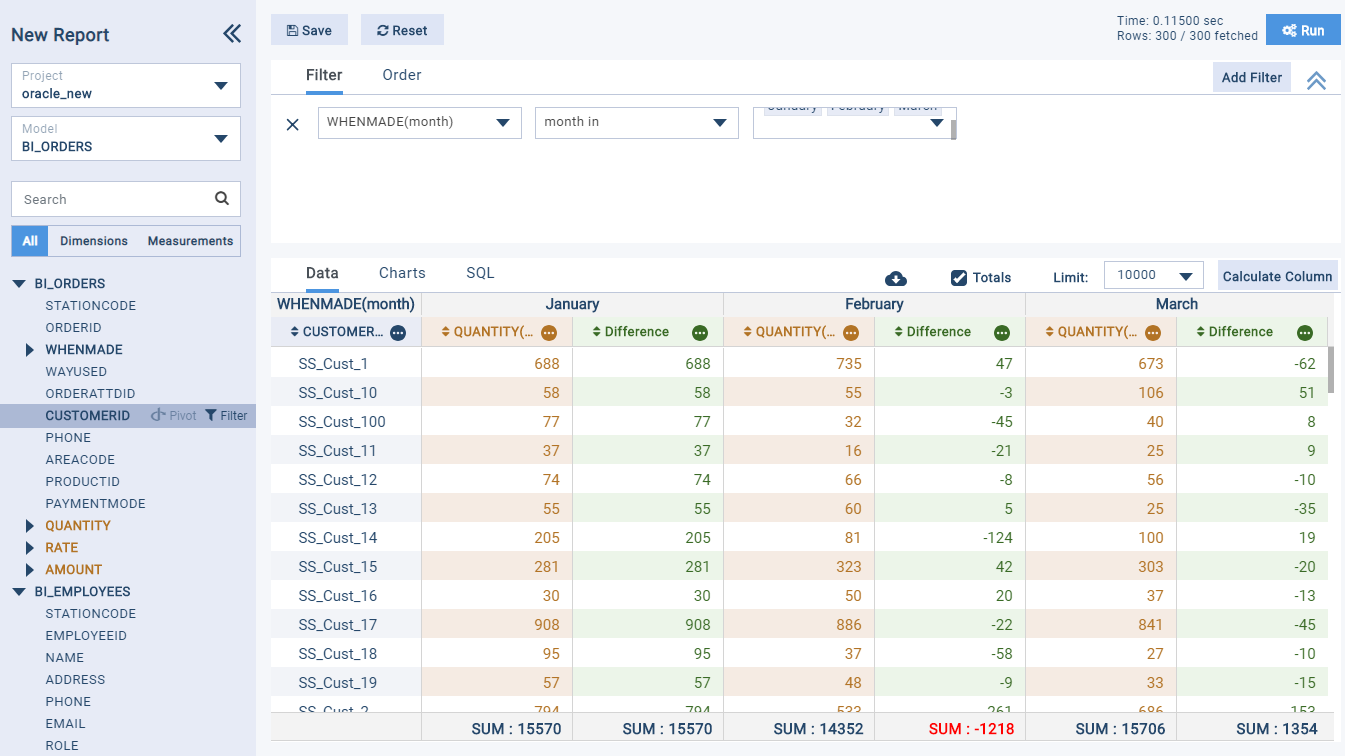 New Report
Project
oracle_new
Model
BI_ORDERS
Search
All Dimensions Measurements
BI_ORDERS
STATIONCODE
ORDERID
WHENMADE
WAYUSED
ORDERATTDID
CUSTOMERID Pivot Filter
PHONE
AREACODE
PRODUCTID
PAYMENTMODE
QUANTITY
RATE
AMOUNT
BI_EMPLOYEES
STATIONCODE
EMPLOYEEID
NAME
ADDRESS
PHONE
EMAIL
ROLE
Save Reset
Time: 0.11500 sec
Rows: 300 / 300 fetched
Run
Filter Order
Add Filter
WHENMADE(month) month in January February March
Data Charts SQL
Totals Limit: 10000 Calculate Column
WHENMADE(month) January February March
CUSTOMER... QUANTITY(... Difference QUANTITY(... Difference QUANTITY(... Difference
SS_Cust_1 688 688 735 47 673 -62
SS_Cust_10 58 58 55 -3 106 51
SS_Cust_100 77 77 32 -45 40 8
SS_Cust_11 37 37 16 -21 25 9
SS_Cust_12 74 74 66 -8 56 -10
SS_Cust_13 55 55 60 5 25 -35
SS_Cust_14 205 205 81 -124 100 19
SS_Cust_15 281 281 323 42 303 -20
SS_Cust_16 30 30 50 20 37 -13
SS_Cust_17 908 908 886 -22 841 -45
SS_Cust_18 95 95 37 -58 27 -10
SS_Cust_19 57 57 48 -9 33 -15
SS_Cust_2 794 794 533 -261 686 153
SUM : 15570 SUM : 15570 SUM : 14352 SUM : -1218 SUM : 15706 SUM : 1354